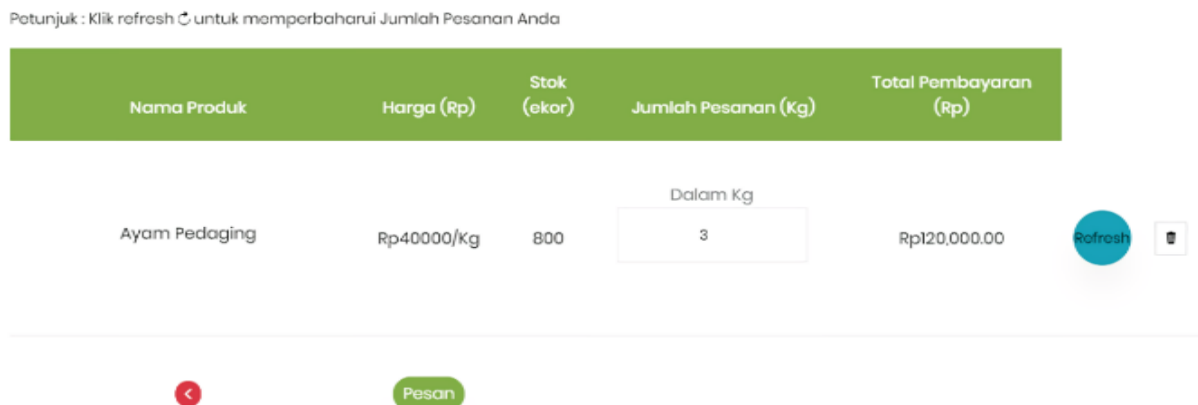 Petunjuk : Klik refresh ↻ untuk memperbaharui Jumlah Pesanan Anda
Nama Produk Harga (Rp) Stok (ekor) Jumlah Pesanan (Kg) Total Pembayaran (Rp)
Dalam Kg
Ayam Pedaging Rp40000/Kg 800 3 Rp120,000.00 Refresh
Pesan